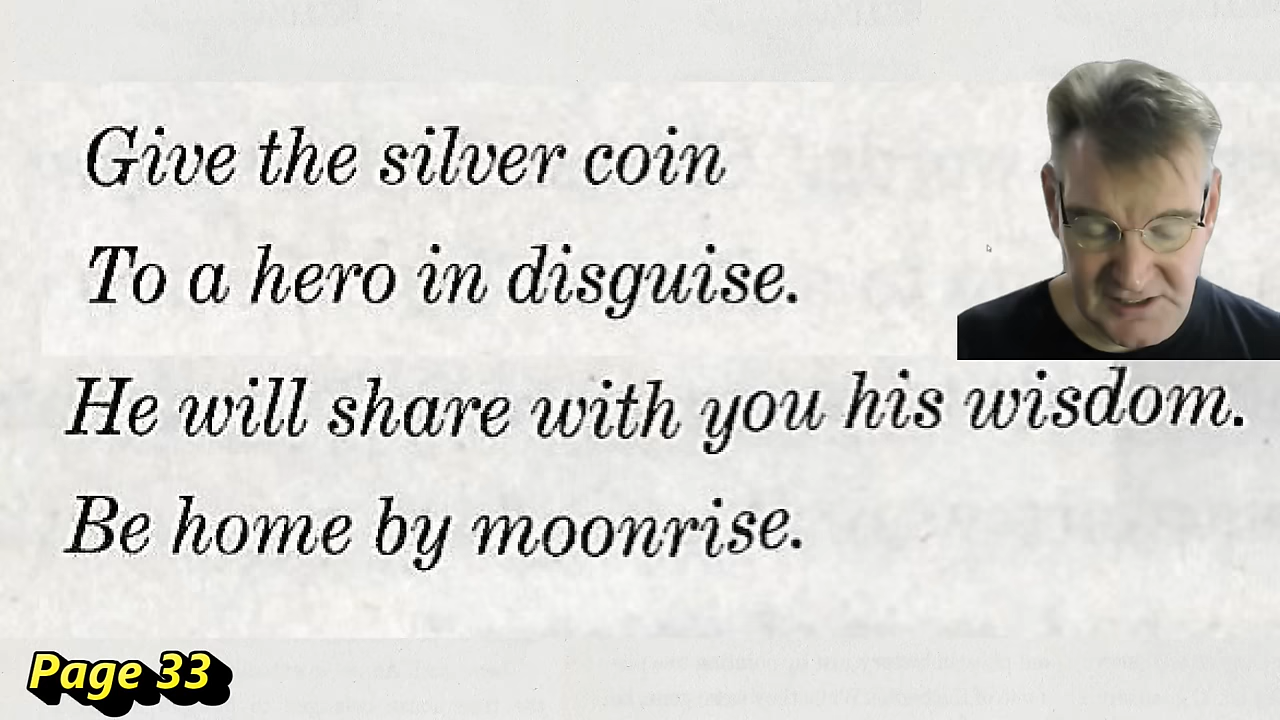 Give the silver coin
To a hero in disguise.
He will share with you his wisdom.
Be home by moonrise.
Page 33